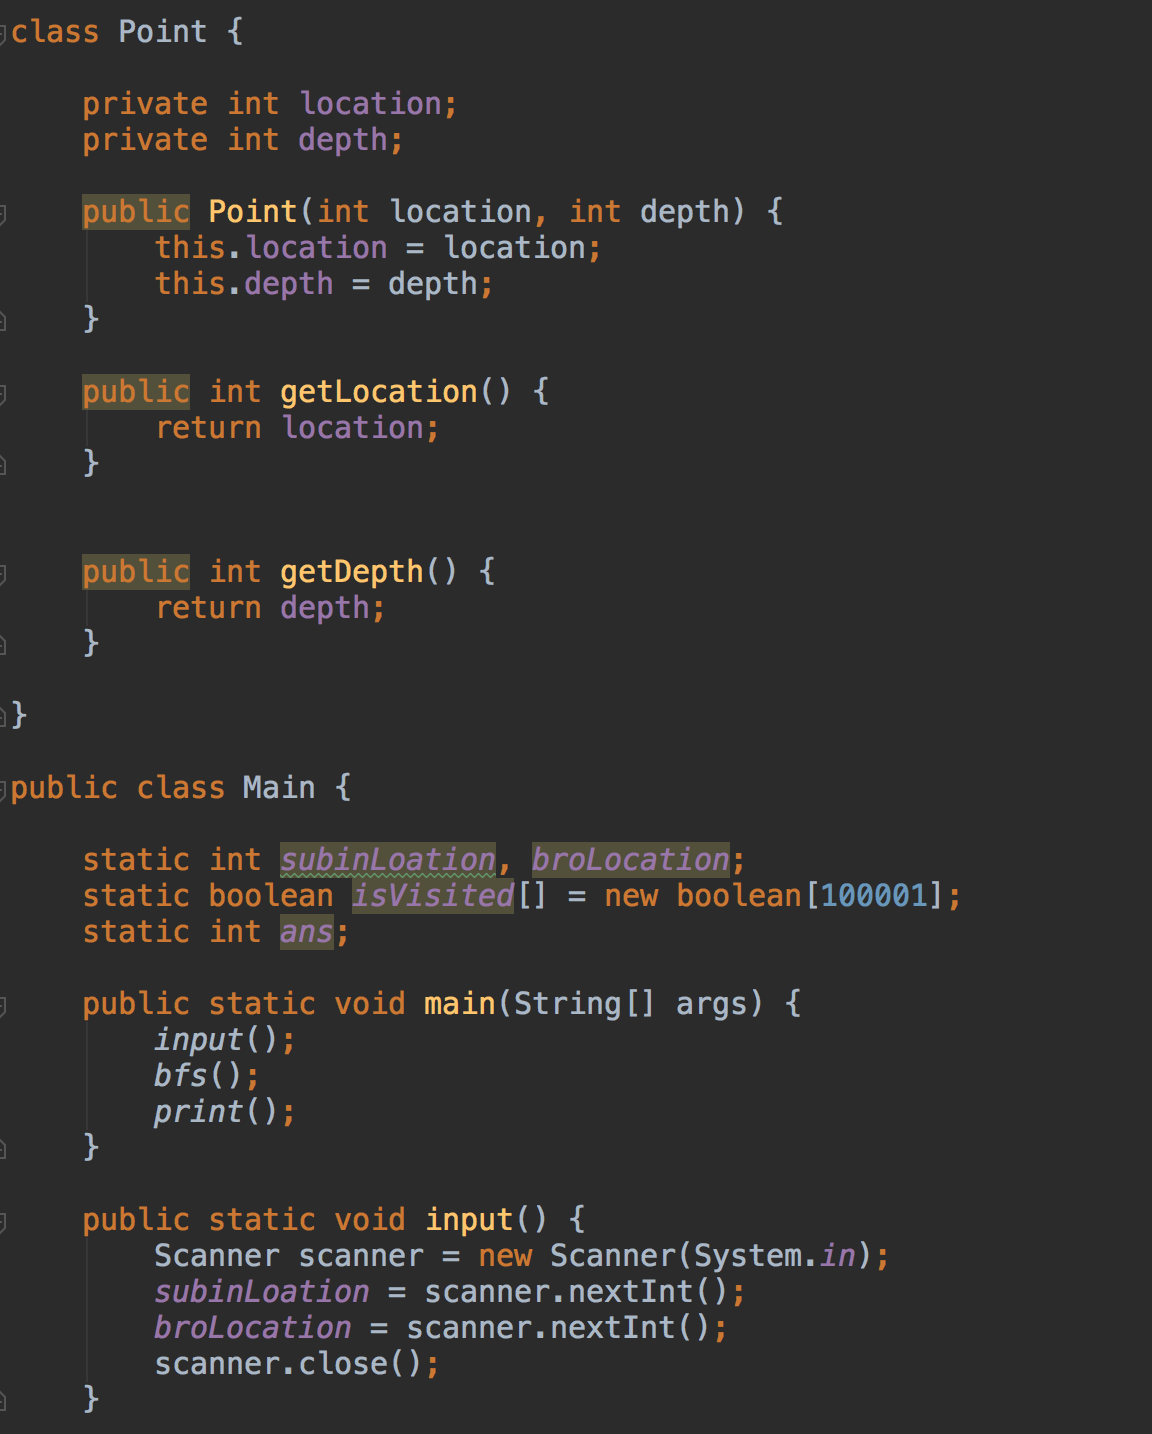 class Point {
private int location;
private int depth;
public Point(int location, int depth) {
this.location = location;
this.depth = depth;
}
public int getLocation() {
return location;
}
public int getDepth() {
return depth;
}
}
public class Main {
static int subinLoation, broLocation;
static boolean isVisited[] = new boolean[100001];
static int ans;
public static void main(String[] args) {
input();
bfs();
print();
}
public static void input() {
Scanner scanner = new Scanner(System.in);
subinLoation = scanner.nextInt();
broLocation = scanner.nextInt();
scanner.close();
}